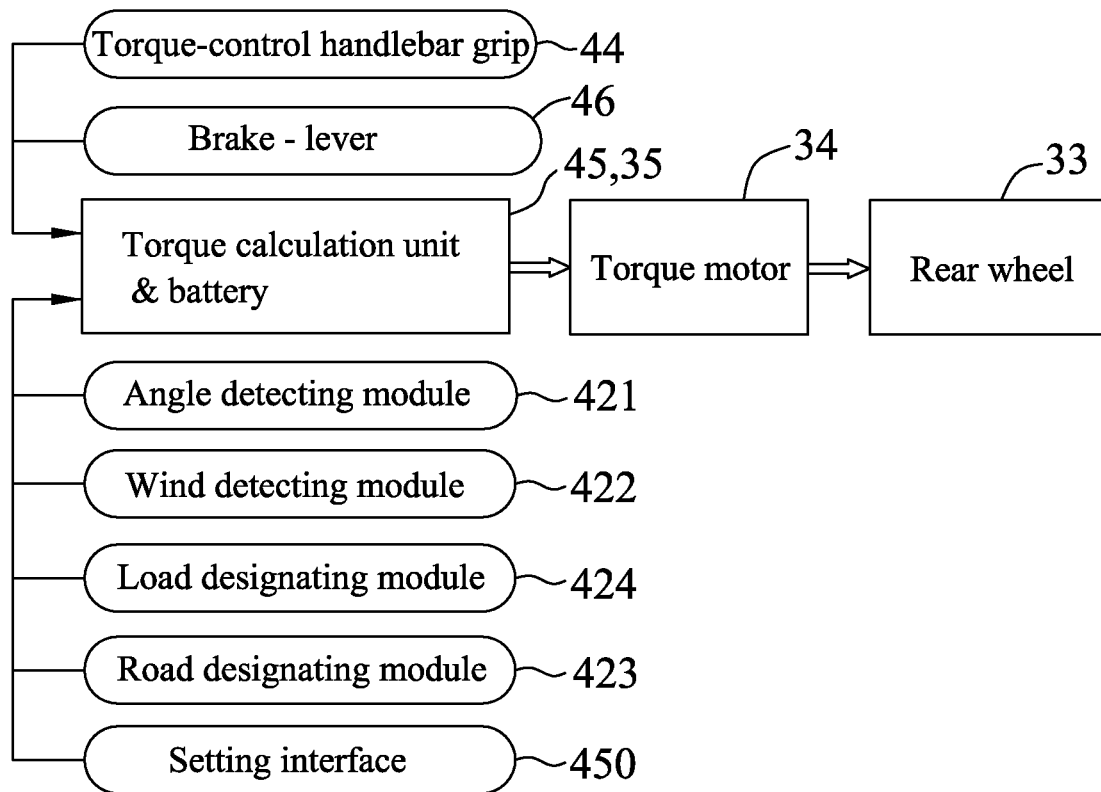 Torque-control handlebar grip 44
46
Brake - lever
45,35
34
33
Torque calculation unit
& battery
Torque motor
Rear wheel
Angle detecting module 421
Wind detecting module 422
Load designating module 424
Road designating module 423
Setting interface 450